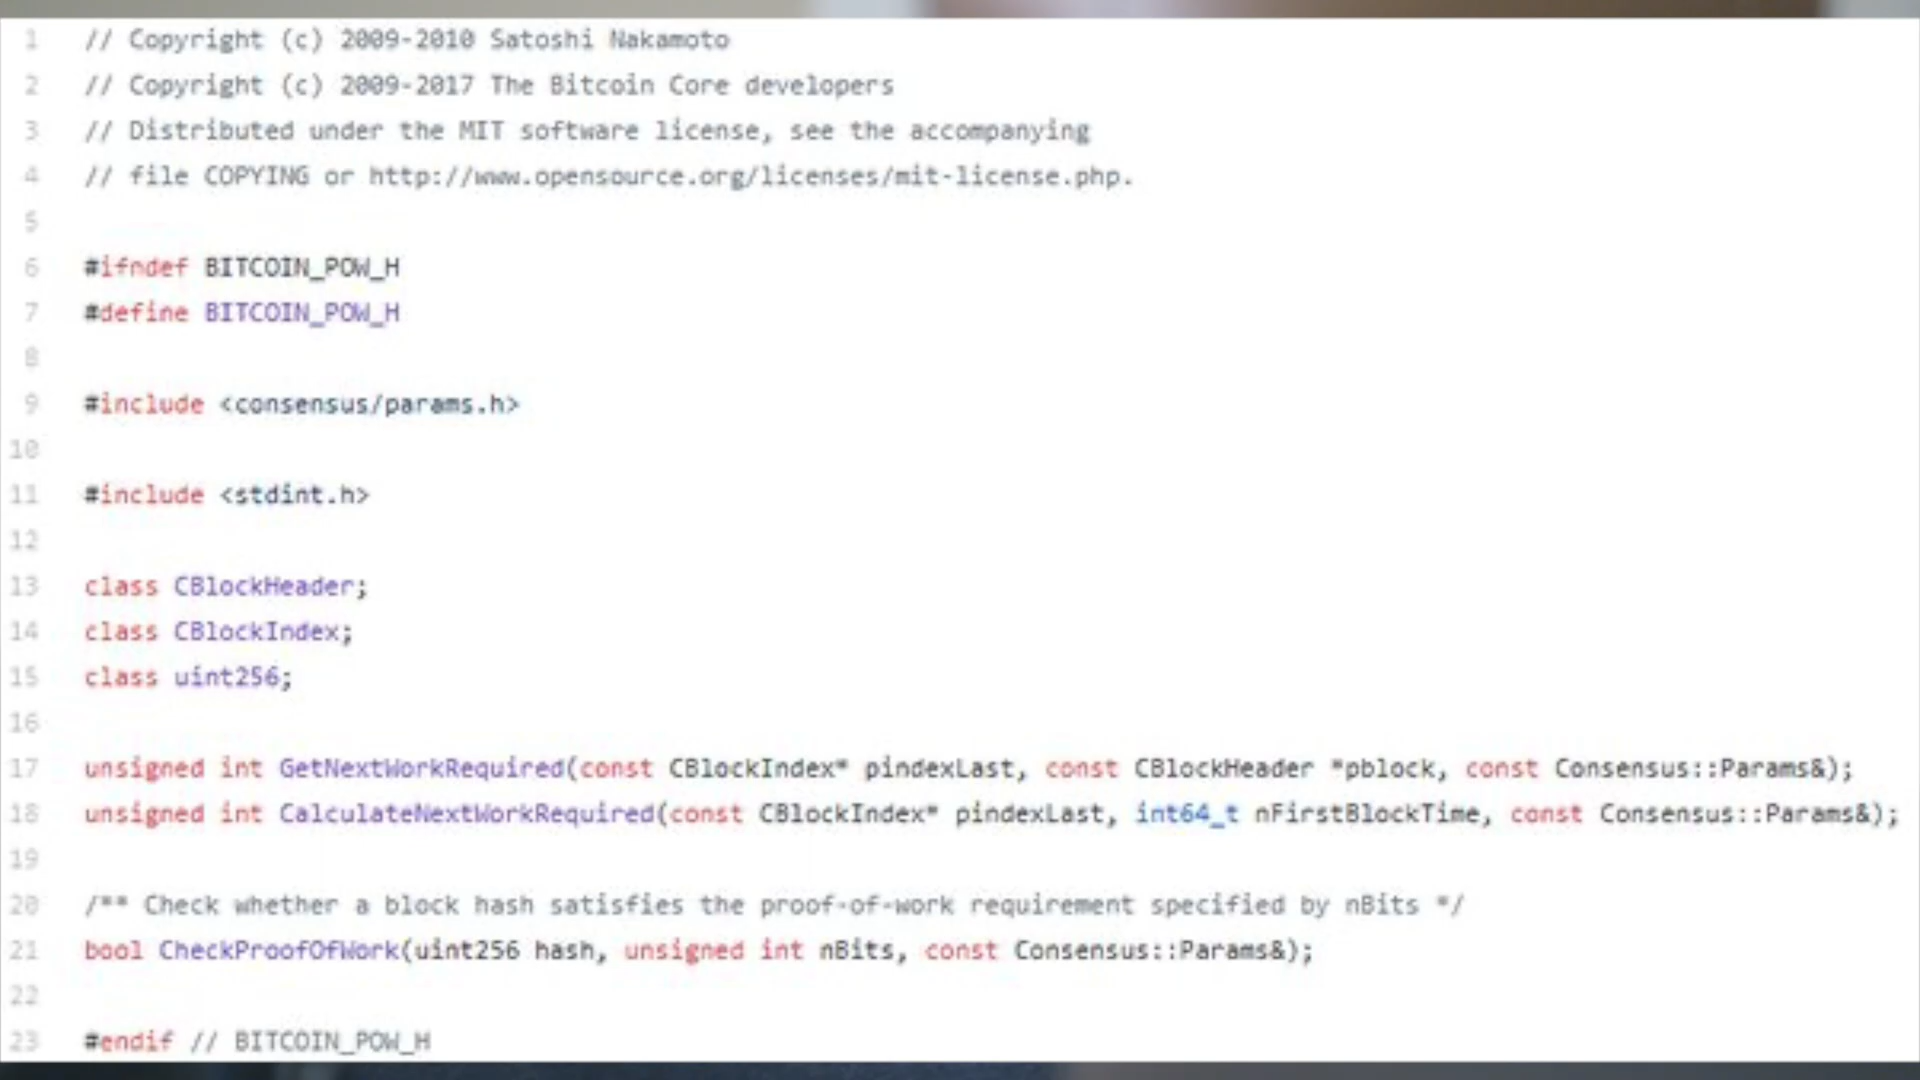 1 // Copyright (c) 2009-2010 Satoshi Nakamoto
2 // Copyright (c) 2009-2017 The Bitcoin Core developers
3 // Distributed under the MIT software license, see the accompanying
4 // file COPYING or http://www.opensource.org/licenses/mit-license.php.
5
6 #ifndef BITCOIN_POW_H
7 #define BITCOIN_POW_H
8
9 #include <consensus/params.h>
10
11 #include <stdint.h>
12
13 class CBlockHeader;
14 class CBlockIndex;
15 class uint256;
16
17 unsigned int GetNextWorkRequired(const CBlockIndex* pindexLast, const CBlockHeader *pblock, const Consensus::Params&);
18 unsigned int CalculateNextWorkRequired(const CBlockIndex* pindexLast, int64_t nFirstBlockTime, const Consensus::Params&);
19
20 /** Check whether a block hash satisfies the proof-of-work requirement specified by nBits */
21 bool CheckProofOfWork(uint256 hash, unsigned int nBits, const Consensus::Params&);
22
23 #endif // BITCOIN_POW_H